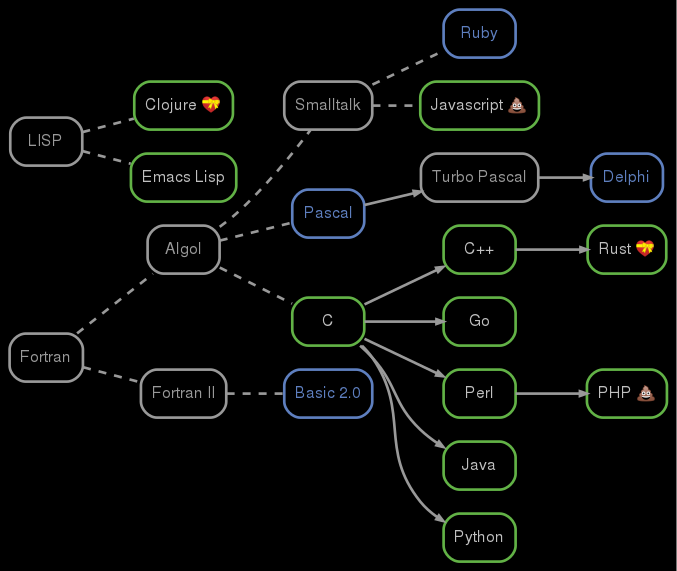 Ruby
Clojure 💝
Smalltalk
Javascript 💩
LISP
Emacs Lisp
Turbo Pascal
Delphi
Pascal
Algol
C++
Rust 💝
C
Go
Fortran
Fortran II
Basic 2.0
Perl
PHP 💩
Java
Python